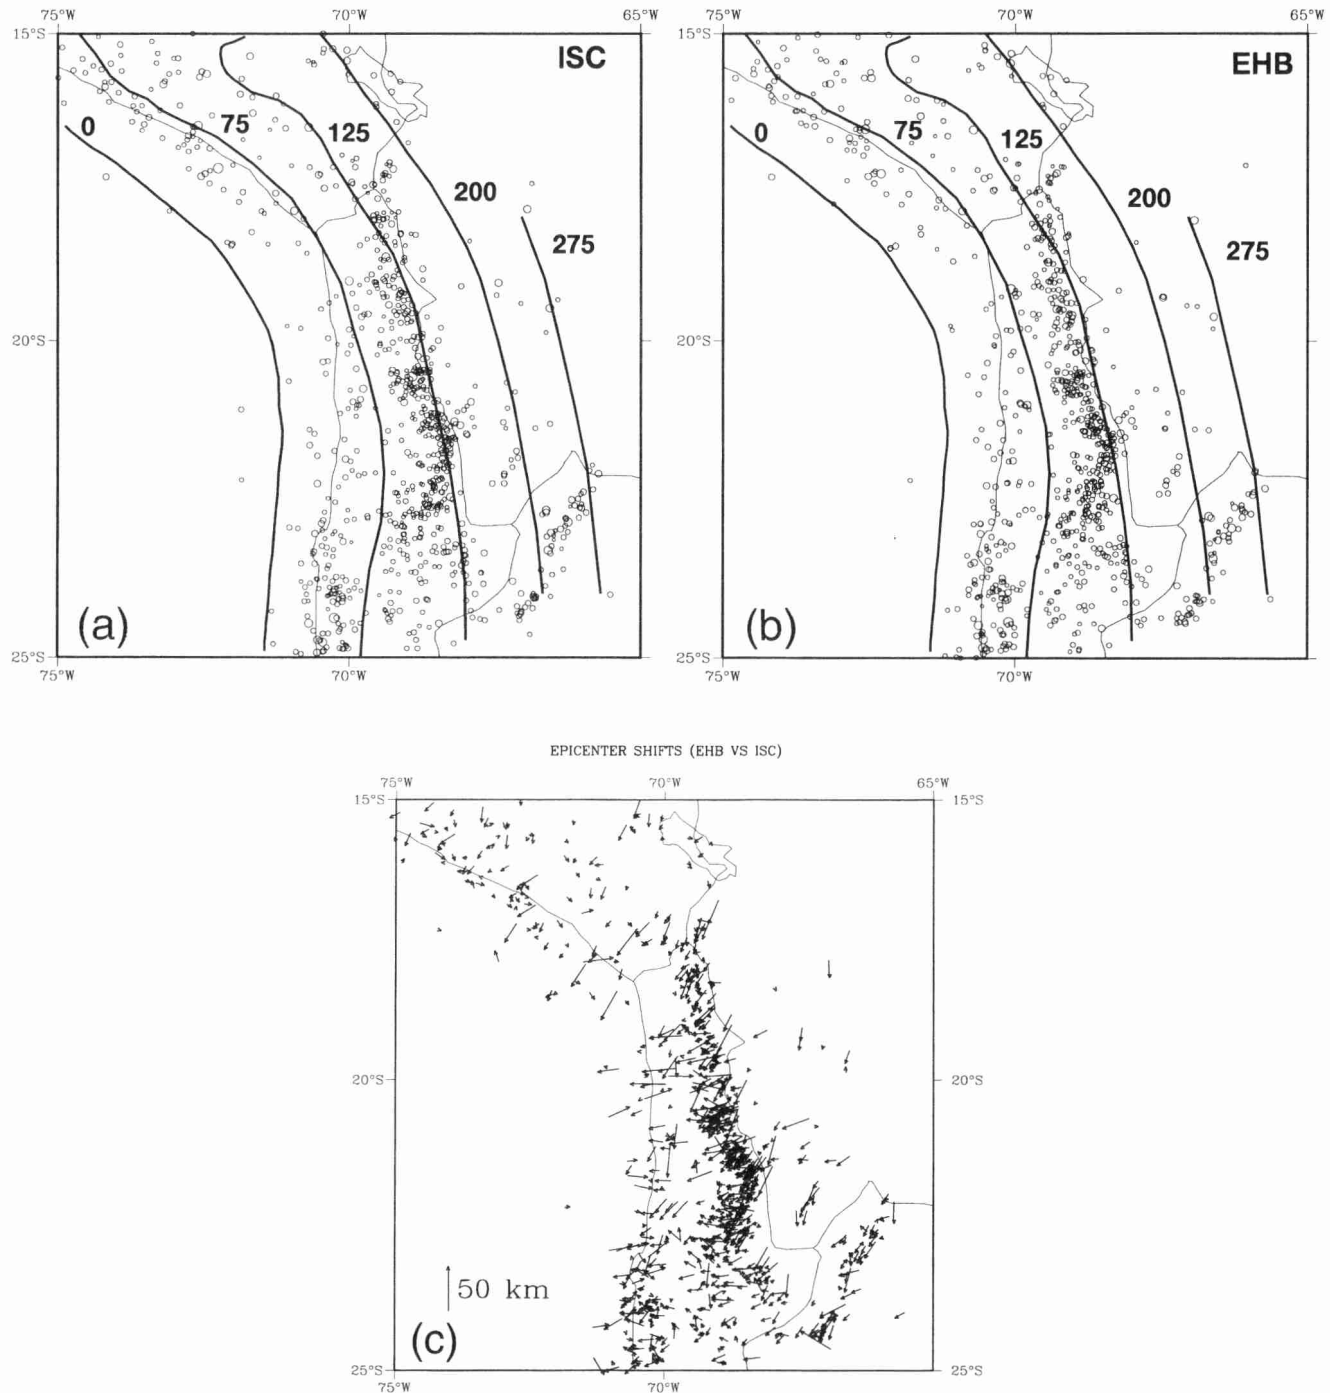 75°W 70°W 65°W 75°W 70°W 65°W
15°S 15°S
ISC EHB
0 75 125 0 75 125
200 200
275 275
20°S 20°S
(a) (b)
25°S 25°S
75°W 70°W 75°W 70°W
EPICENTER SHIFTS (EHB VS ISC)
75°W 70°W 65°W
15°S 15°S
20°S 20°S
50 km
(c)
25°S 25°S
75°W 70°W